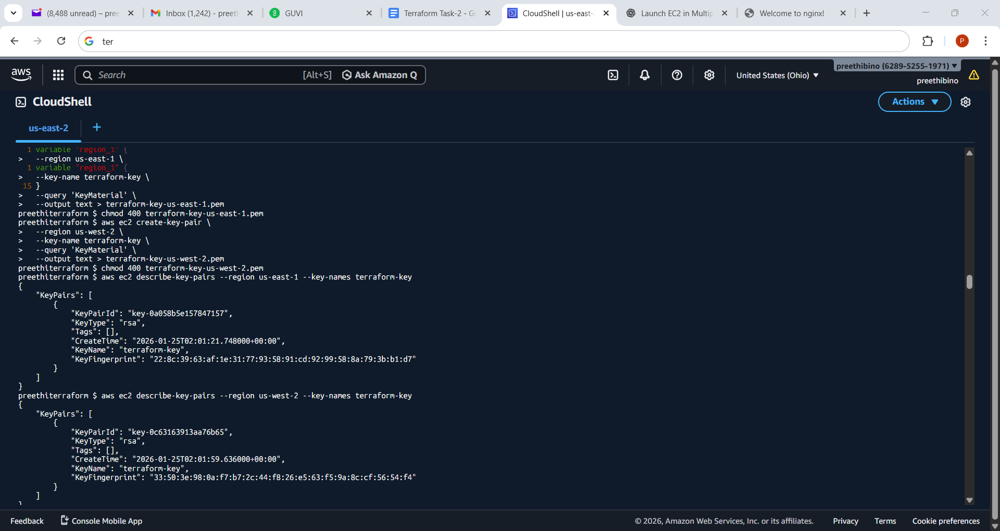 (8,488 unread) – pree
Inbox (1,242) - preeth
GUVI
Terraform Task-2 - Go
CloudShell | us-east-
Launch EC2 in Multip
Welcome to nginx!
ter
P
aws
Search
[Alt+S]
Ask Amazon Q
United States (Ohio)
preethibino (6289-5255-1971)
preethibino
CloudShell
Actions
us-east-2
1 variable "region_1" {
>   --region us-east-1 \
1 variable "region_1" {
>   --key-name terraform-key \
15 }
>   --query 'KeyMaterial' \
>   --output text > terraform-key-us-east-1.pem
preethiterraform $ chmod 400 terraform-key-us-east-1.pem
preethiterraform $ aws ec2 create-key-pair \
>   --region us-west-2 \
>   --key-name terraform-key \
>   --query 'KeyMaterial' \
>   --output text > terraform-key-us-west-2.pem
preethiterraform $ chmod 400 terraform-key-us-west-2.pem
preethiterraform $ aws ec2 describe-key-pairs --region us-east-1 --key-names terraform-key
{
"KeyPairs": [
{
"KeyPairId": "key-0a058b5e157847157",
"KeyType": "rsa",
"Tags": [],
"CreateTime": "2026-01-25T02:01:21.748000+00:00",
"KeyName": "terraform-key",
"KeyFingerprint": "22:8c:39:63:af:1e:31:77:93:58:91:cd:92:99:58:8a:79:3b:b1:d7"
}
]
}
preethiterraform $ aws ec2 describe-key-pairs --region us-west-2 --key-names terraform-key
{
"KeyPairs": [
{
"KeyPairId": "key-0c63163913aa76b65",
"KeyType": "rsa",
"Tags": [],
"CreateTime": "2026-01-25T02:01:59.636000+00:00",
"KeyName": "terraform-key",
"KeyFingerprint": "33:50:3e:98:0a:f7:b7:2c:44:f8:26:e5:63:f5:9a:8c:cf:56:54:f4"
}
]
}
Feedback
Console Mobile App
© 2026, Amazon Web Services, Inc. or its affiliates.
Privacy
Terms
Cookie preferences